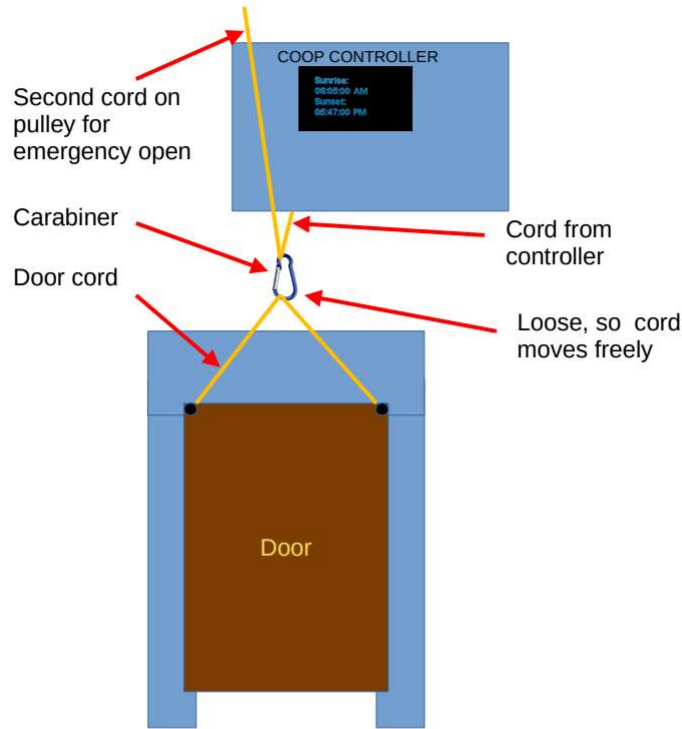 COOP CONTROLLER
Sunrise:
06:05:00 AM
Sunset:
05:47:00 PM
Second cord on
pulley for
emergency open
Carabiner
Cord from
controller
Door cord
Loose, so cord
moves freely
Door